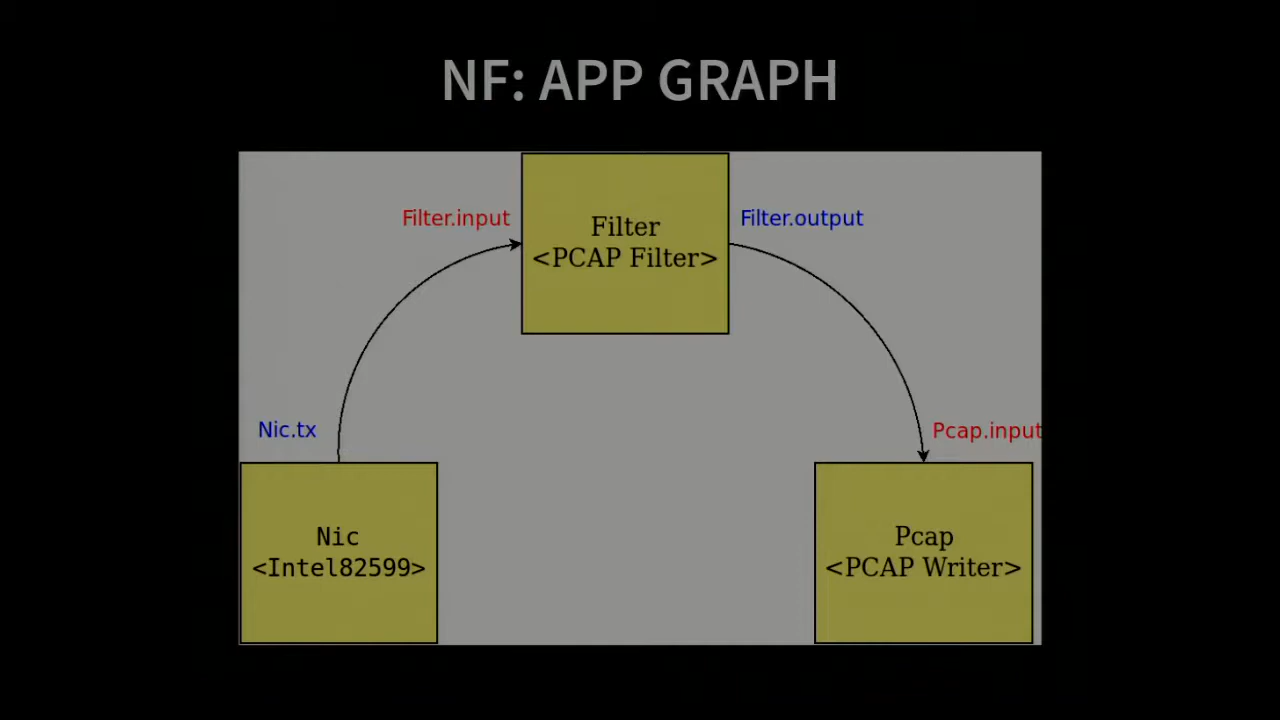 NF: APP GRAPH
Filter.input
Filter
<PCAP Filter>
Filter.output
Nic.tx
Pcap.input
Nic
<Intel82599>
Pcap
<PCAP Writer>